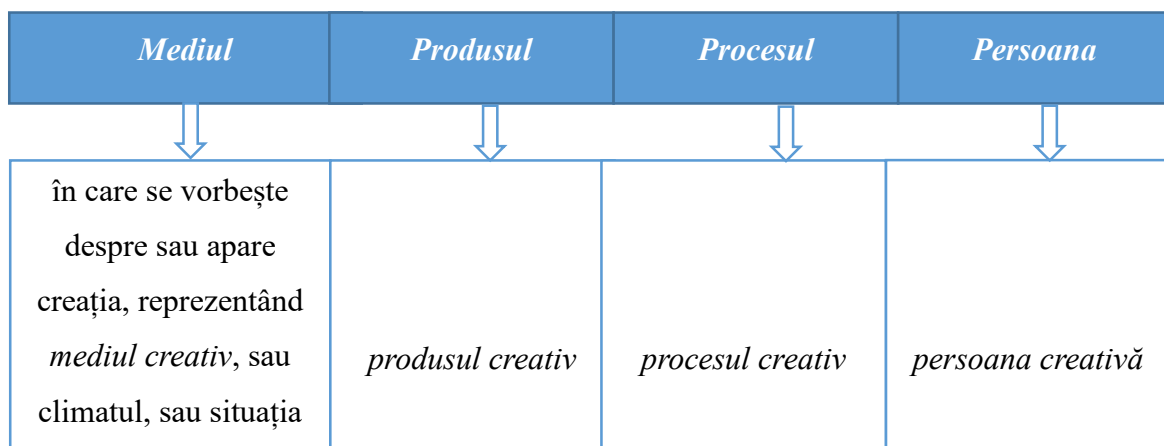 Mediul
Produsul
Procesul
Persoana
în care se vorbește
despre sau apare
creația, reprezentând
mediul creativ, sau
climatul, sau situația
produsul creativ
procesul creativ
persoana creativă